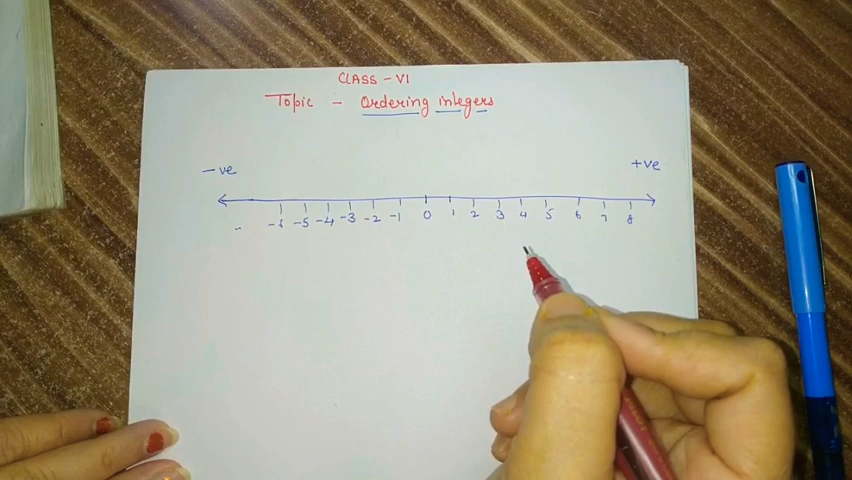 CLASS - VI
Topic - Ordering integers
-ve +ve
-6 -5 -4 -3 -2 -1 0 1 2 3 4 5 6 7 8